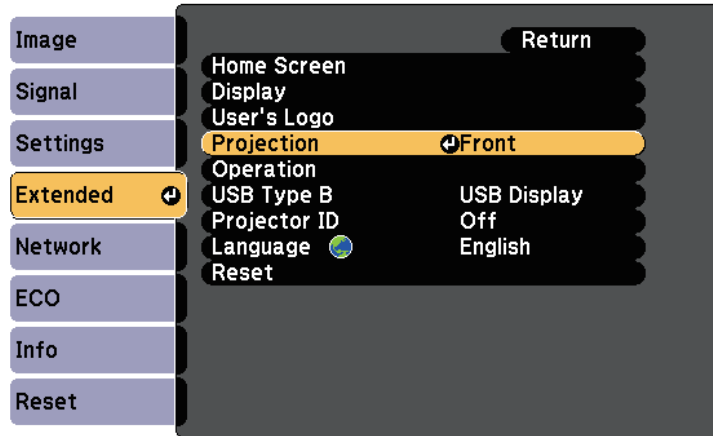 Image
Signal
Settings
Extended
Network
ECO
Info
Reset
Return
Home Screen
Display
User's Logo
Projection Front
Operation
USB Type B USB Display
Projector ID Off
Language English
Reset